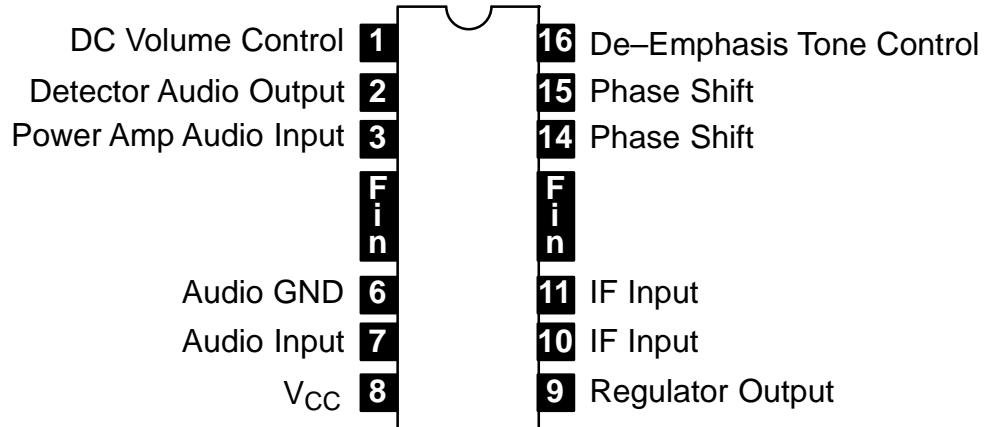 DC Volume Control 1
16 De–Emphasis Tone Control
Detector Audio Output 2
15 Phase Shift
Power Amp Audio Input 3
14 Phase Shift
Fin
Fin
Audio GND 6
11 IF Input
Audio Input 7
10 IF Input
VCC 8
9 Regulator Output